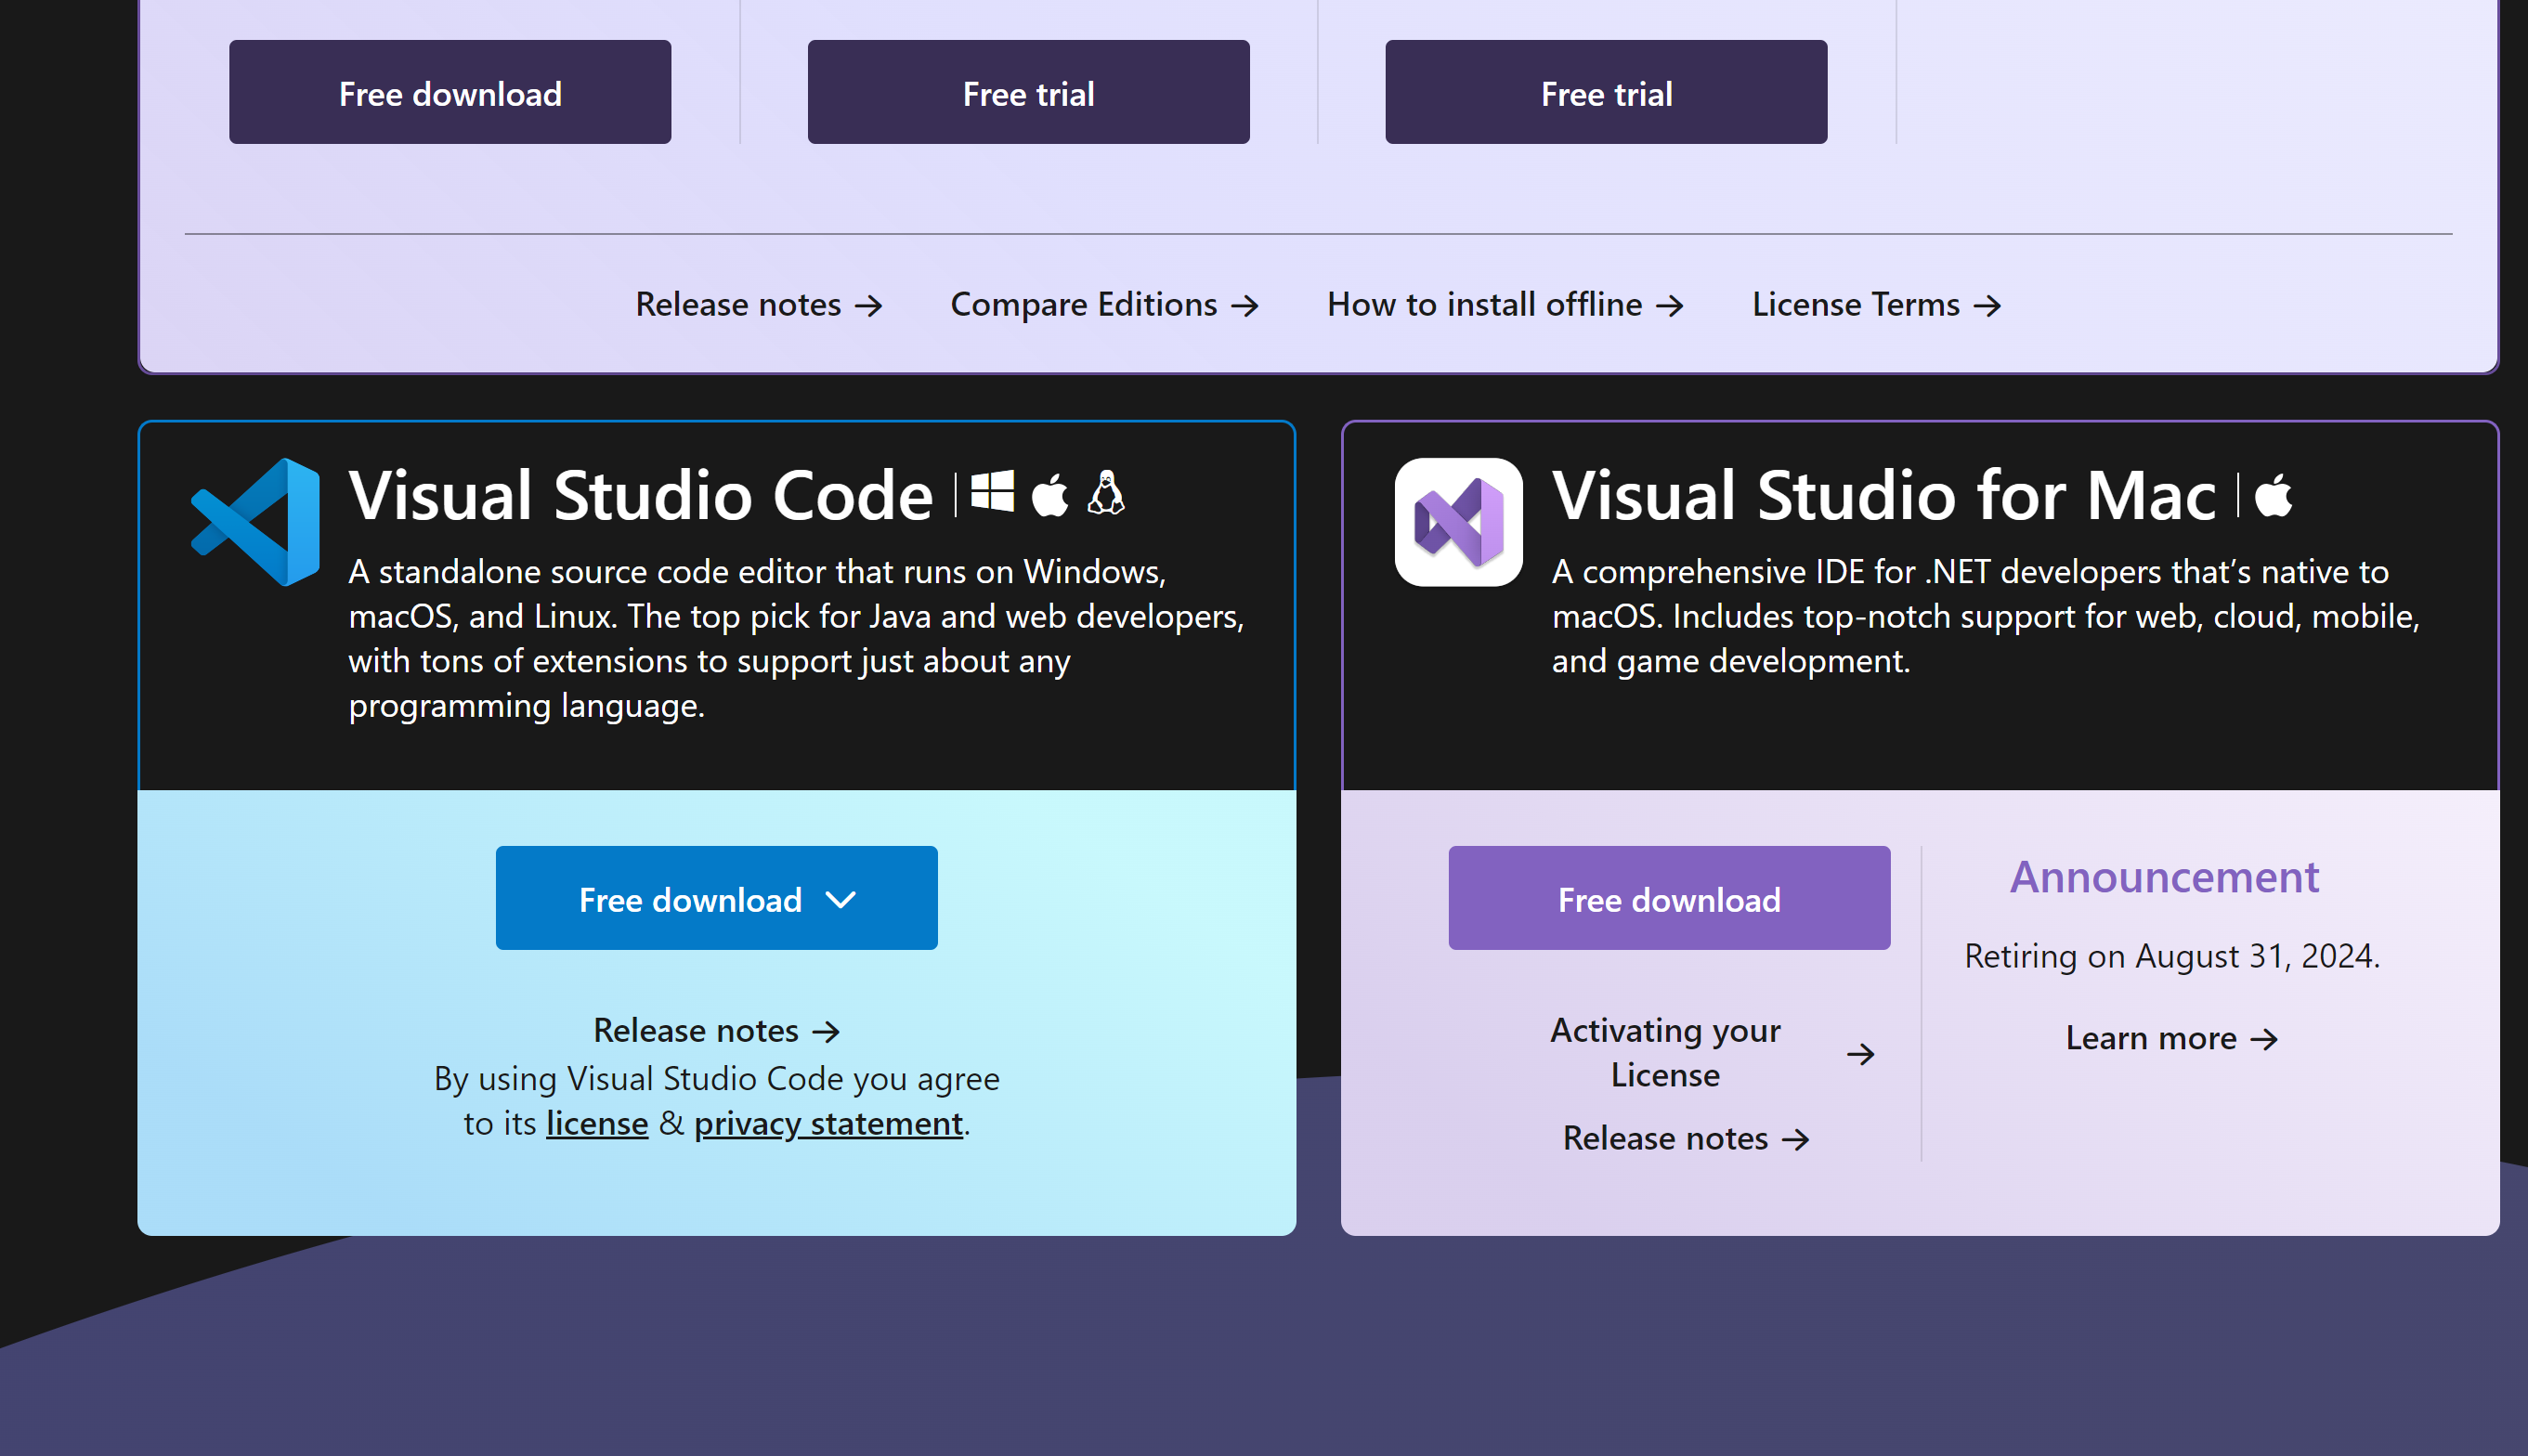 Free download
Free trial
Free trial
Release notes →
Compare Editions →
How to install offline →
License Terms →
Visual Studio Code
A standalone source code editor that runs on Windows,
macOS, and Linux. The top pick for Java and web developers,
with tons of extensions to support just about any
programming language.
Free download
Release notes →
By using Visual Studio Code you agree
to its license & privacy statement.
Visual Studio for Mac
A comprehensive IDE for .NET developers that’s native to
macOS. Includes top-notch support for web, cloud, mobile,
and game development.
Free download
Activating your
License →
Release notes →
Announcement
Retiring on August 31, 2024.
Learn more →